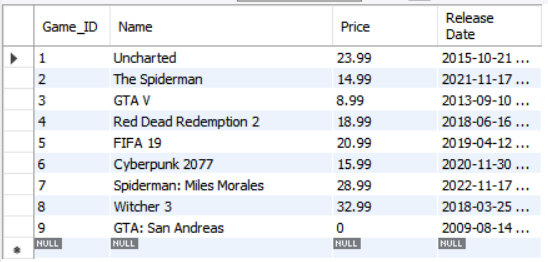 Game_ID Name Price Release Date
1 Uncharted 23.99 2015-10-21 ...
2 The Spiderman 14.99 2021-11-17 ...
3 GTA V 8.99 2013-09-10 ...
4 Red Dead Redemption 2 18.99 2018-06-16 ...
5 FIFA 19 20.99 2019-04-12 ...
6 Cyberpunk 2077 15.99 2020-11-30 ...
7 Spiderman: Miles Morales 28.99 2022-11-17 ...
8 Witcher 3 32.99 2018-03-25 ...
9 GTA: San Andreas 0 2009-08-14 ...
NULL NULL NULL NULL